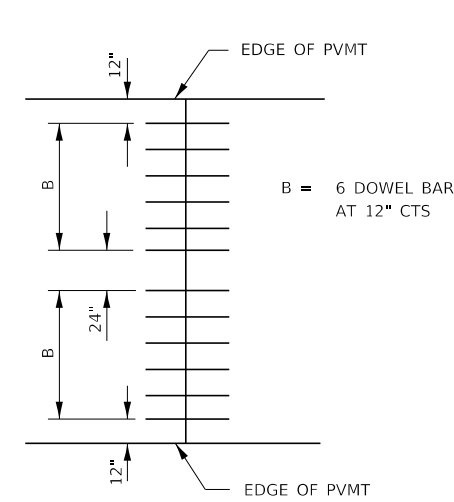 12"
EDGE OF PVMT
B
B = 6 DOWEL BAR
AT 12" CTS
24"
B
12"
EDGE OF PVMT